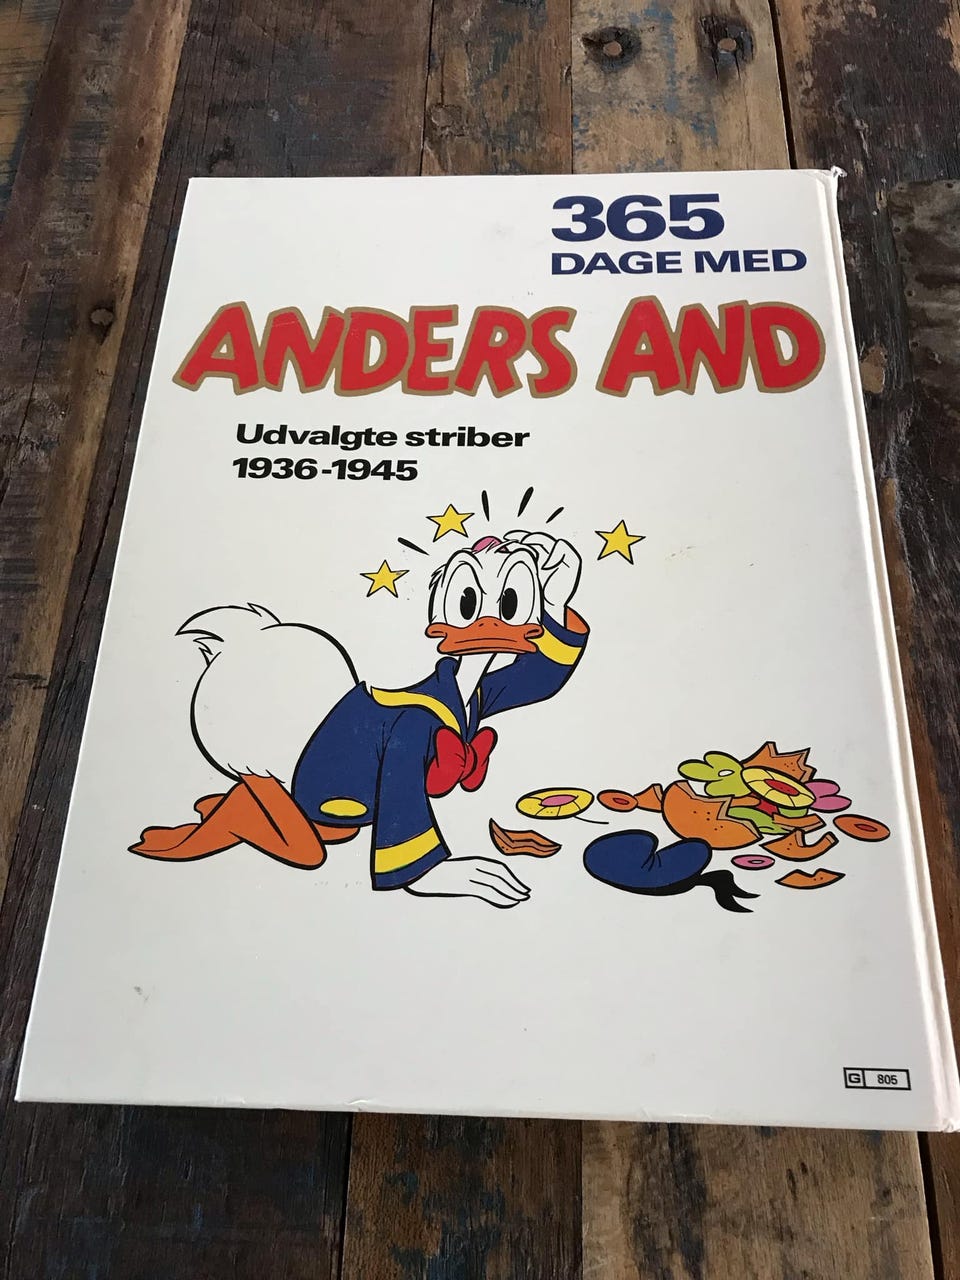 365
DAGE MED
ANDERS AND
Udvalgte striber
1936-1945
G 805